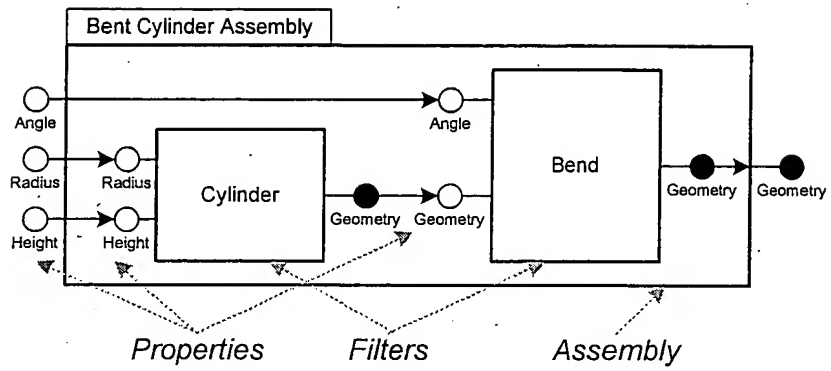 Bent Cylinder Assembly
Angle
Angle
Radius
Radius
Cylinder
Bend
Geometry
Geometry
Geometry
Geometry
Height
Height
Properties
Filters
Assembly